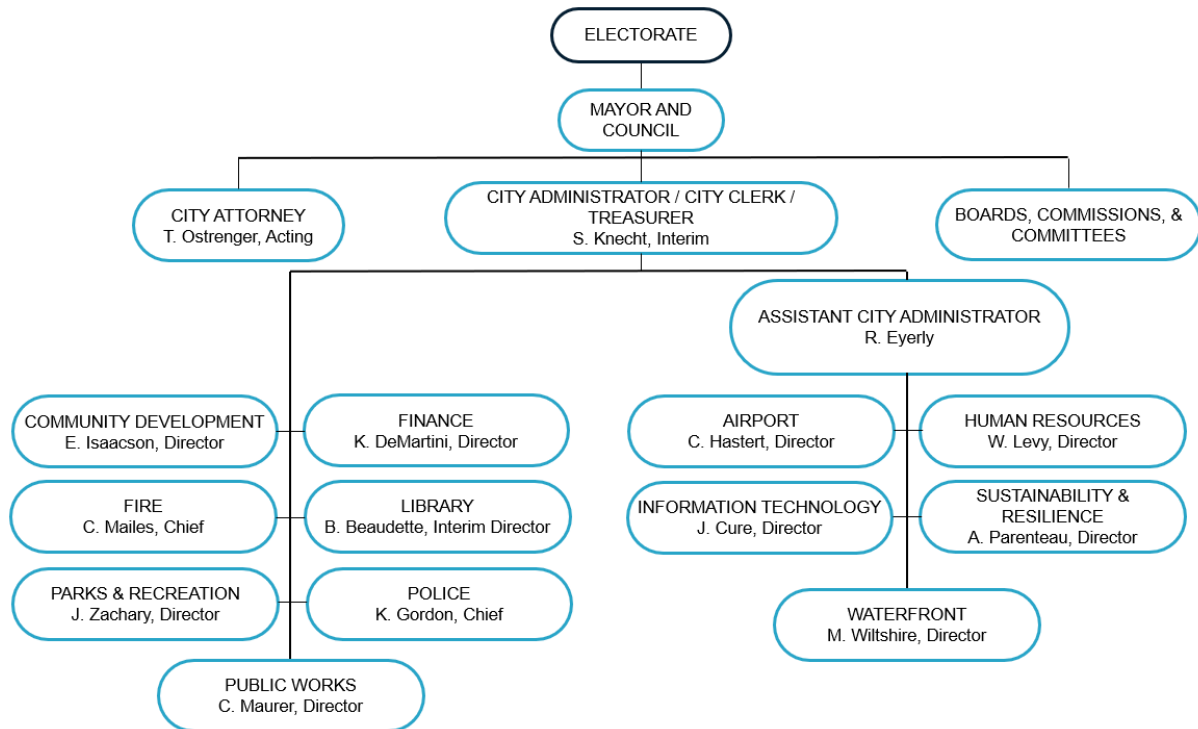 ELECTORATE
MAYOR AND
COUNCIL
CITY ATTORNEY
T. Ostrenger, Acting
CITY ADMINISTRATOR / CITY CLERK /
TREASURER
S. Knecht, Interim
BOARDS, COMMISSIONS, &
COMMITTEES
ASSISTANT CITY ADMINISTRATOR
R. Eyerly
COMMUNITY DEVELOPMENT
E. Isaacson, Director
FINANCE
K. DeMartini, Director
AIRPORT
C. Hastert, Director
HUMAN RESOURCES
W. Levy, Director
FIRE
C. Mailes, Chief
LIBRARY
B. Beaudette, Interim Director
INFORMATION TECHNOLOGY
J. Cure, Director
SUSTAINABILITY &
RESILIENCE
A. Parenteau, Director
PARKS & RECREATION
J. Zachary, Director
POLICE
K. Gordon, Chief
WATERFRONT
M. Wiltshire, Director
PUBLIC WORKS
C. Maurer, Director